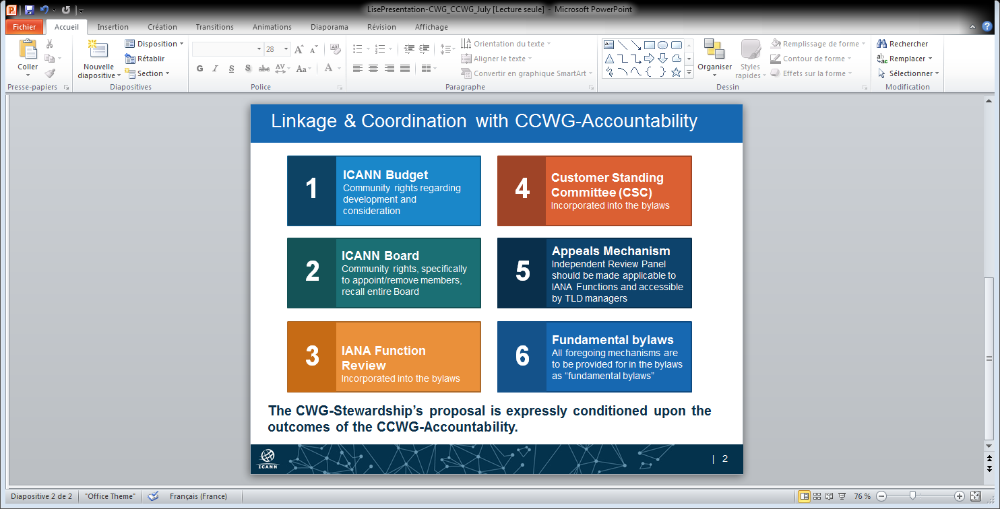 LisePresentation-CWG_CCWG_July [Lecture seule] - Microsoft PowerPoint
Fichier Accueil Insertion Création Transitions Animations Diaporama Révision Affichage
Coller
Presse-papiers
Nouvelle
diapositive
Disposition
Rétablir
Section
Diapositives
28
G I S S abc AV Aa A
Police
Orientation du texte
Aligner le texte
Convertir en graphique SmartArt
Paragraphe
Organiser
Styles
rapides
Remplissage de forme
Contour de forme
Effets sur la forme
Dessin
Rechercher
Remplacer
Sélectionner
Modification
Linkage & Coordination with CCWG-Accountability
1
ICANN Budget
Community rights regarding
development and
consideration
2
ICANN Board
Community rights, specifically
to appoint/remove members,
recall entire Board
3
IANA Function
Review
Incorporated into the bylaws
4
Customer Standing
Committee (CSC)
Incorporated into the bylaws
5
Appeals Mechanism
Independent Review Panel
should be made applicable to
IANA Functions and accessible
by TLD managers
6
Fundamental bylaws
All foregoing mechanisms are
to be provided for in the bylaws
as “fundamental bylaws”
The CWG-Stewardship’s proposal is expressly conditioned upon the
outcomes of the CCWG-Accountability.
ICANN
| 2
Diapositive 2 de 2 "Office Theme" Français (France) 76 %